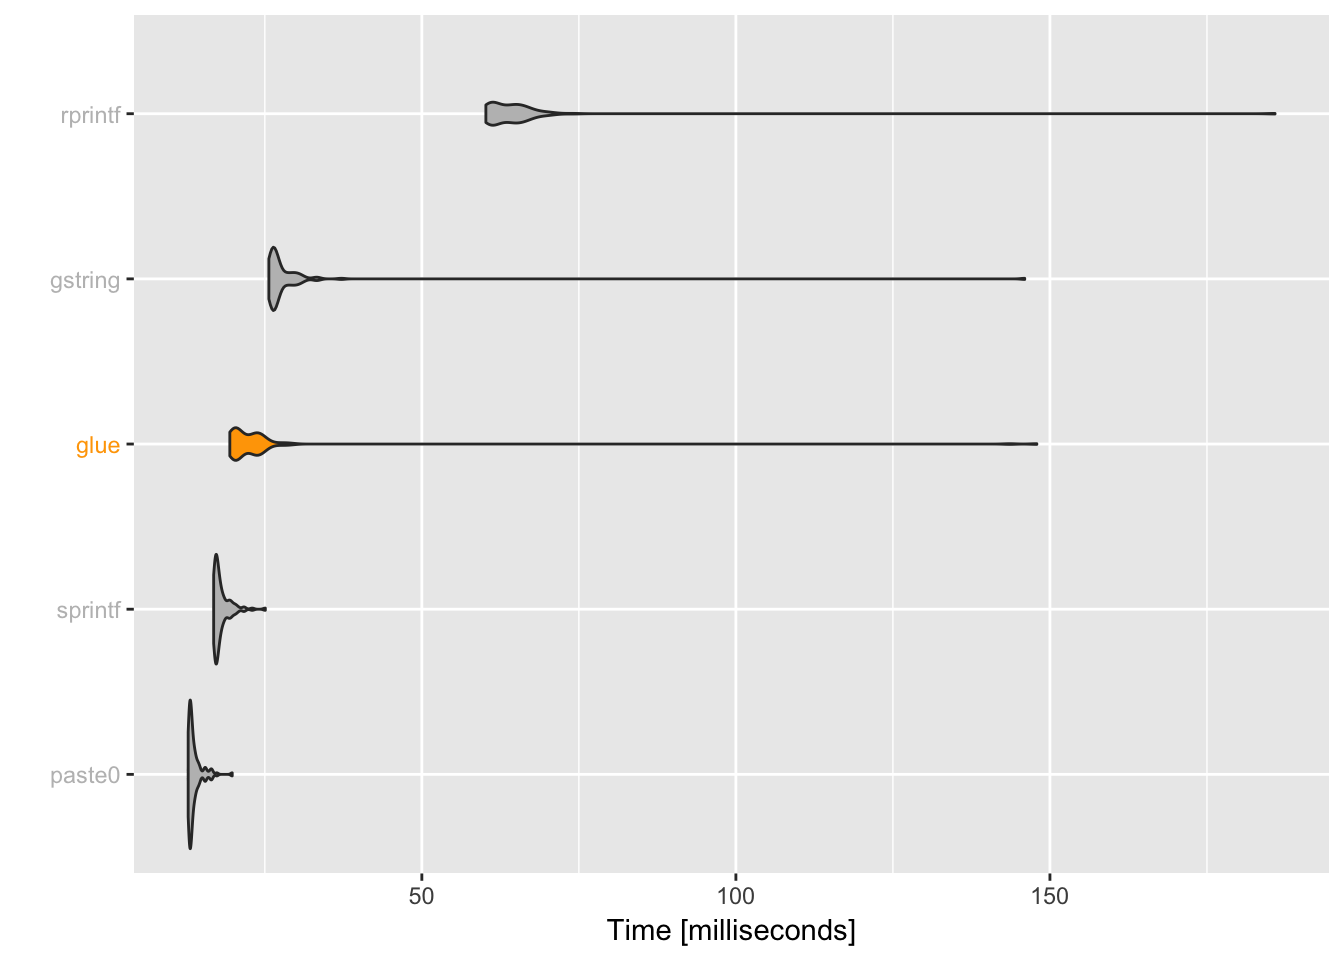 rprintf
gstring
glue
sprintf
paste0
50 100 150
Time [milliseconds]